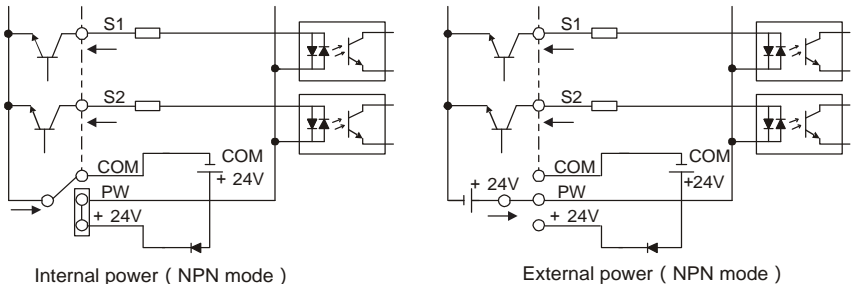 S1
S2
COM
COM
+ 24V
PW
+ 24V
Internal power ( NPN mode )
S1
S2
COM
COM
+24V
+ 24V
PW
+ 24V
External power ( NPN mode )